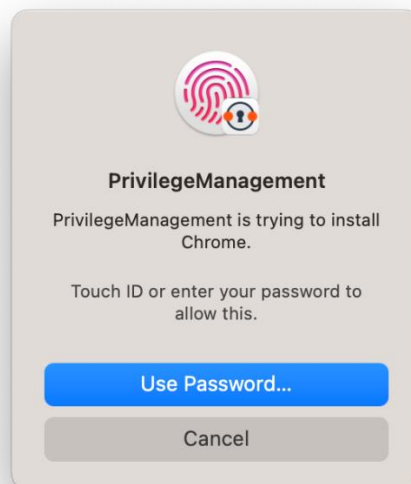 PrivilegeManagement
PrivilegeManagement is trying to install
Chrome.
Touch ID or enter your password to
allow this.
Use Password...
Cancel